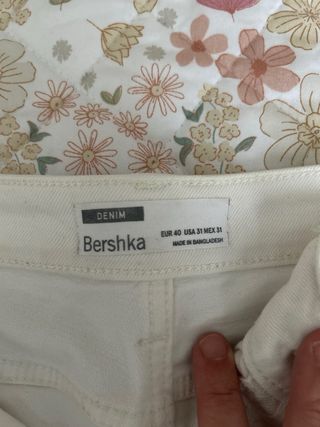 DENIM
Bershka
EUR 40 USA 31 MEX 31
MADE IN BANGLADESH